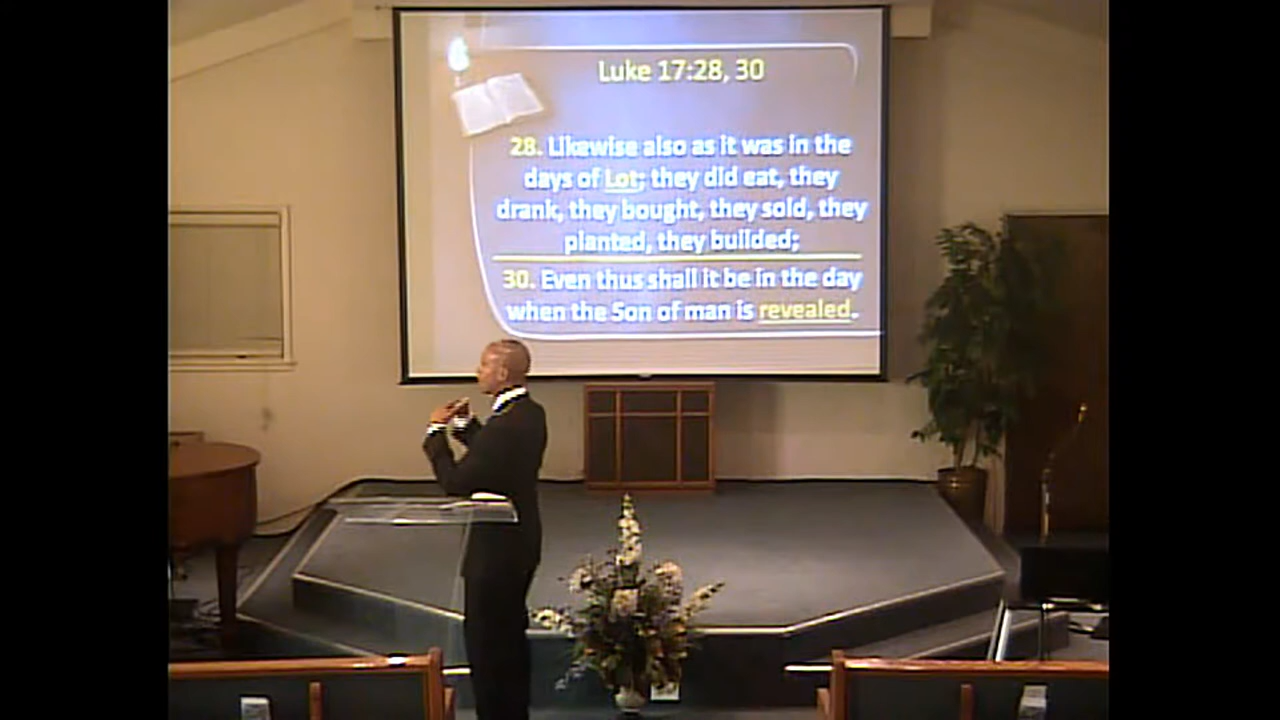 Luke 17:28, 30
28. Likewise also as it was in the
days of Lot; they did eat, they
drank, they bought, they sold, they
planted, they builded;
30. Even thus shall it be in the day
when the Son of man is revealed.